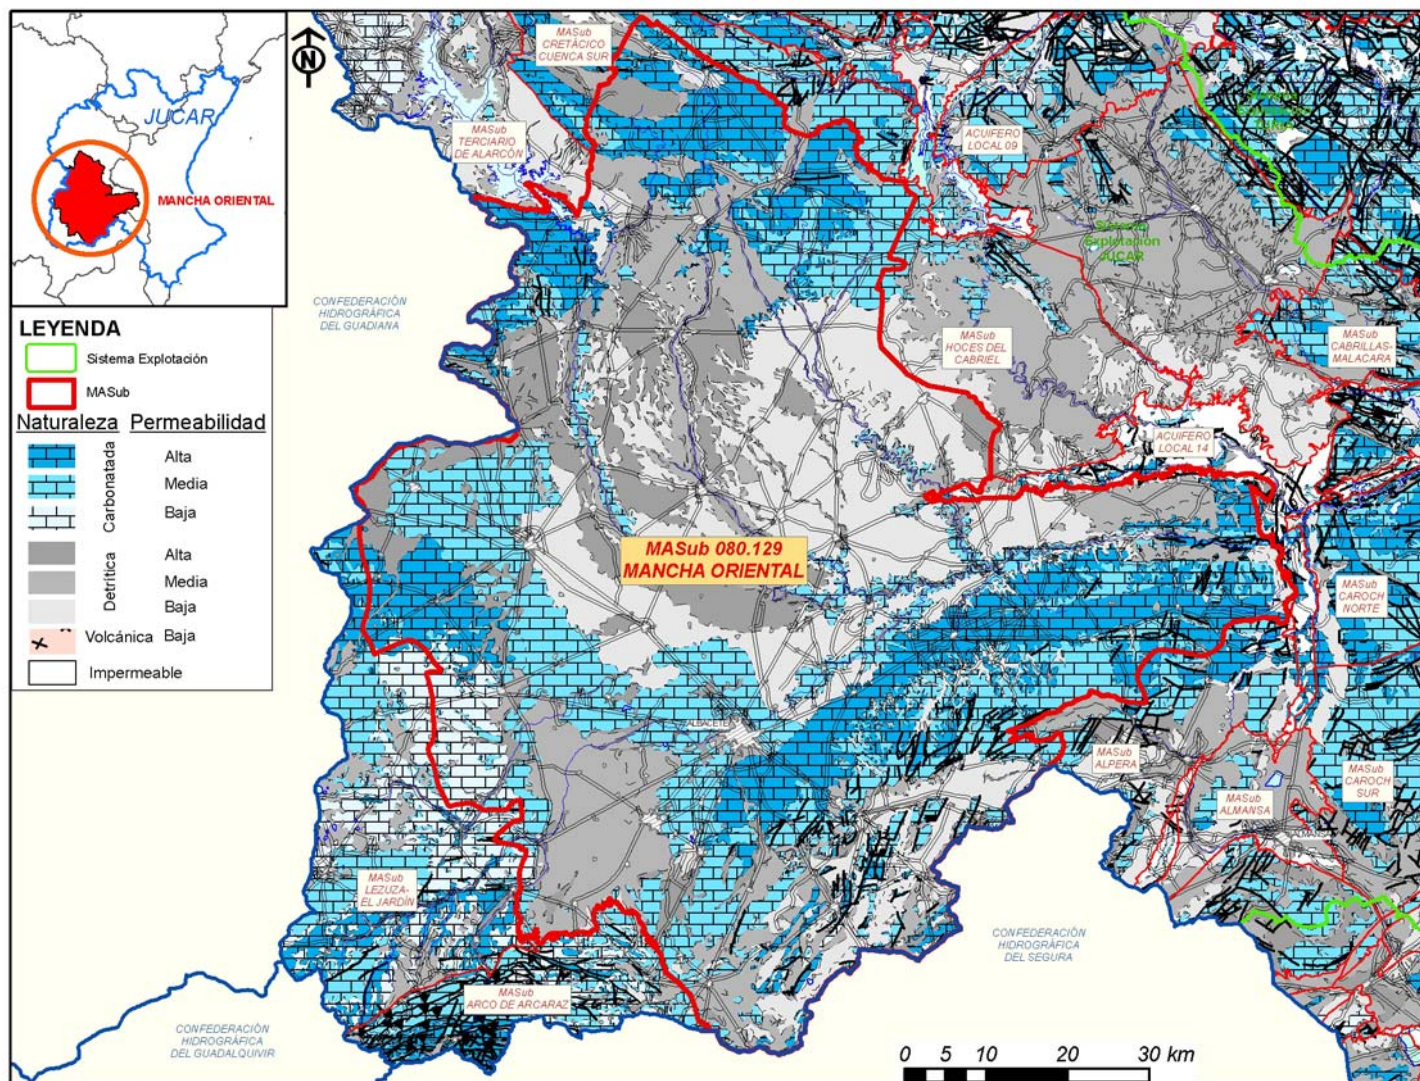 JUCAR
MANCHA ORIENTAL
N
LEYENDA
Sistema Explotación
MASub
Naturaleza Permeabilidad
Carbonatada
Alta
Media
Baja
Detrítica
Alta
Media
Baja
Volcánica Baja
Impermeable
MASub
CRETÁCICO
CUENCA SUR
MASub
TERCIARIO
DE ALARCÓN
ACUIFERO
LOCAL 09
Sistema
Explotación
JUCAR
CONFEDERACIÓN
HIDROGRÁFICA
DEL GUADIANA
MASub
HOCES DEL
CABRIEL
MASub
CABRILLAS-
MALACARA
ACUIFERO
LOCAL 14
MASub 080.129
MANCHA ORIENTAL
MASub
CAROCH
NORTE
ALBACETE
MASub
ALPERA
MASub
ALMANSA
MASub
CAROCH
SUR
ALMANSA
MASub
LEZUZA-
EL JARDÍN
CONFEDERACIÓN
HIDROGRÁFICA
DEL SEGURA
MASub
ARCO DE ARCARAZ
CONFEDERACIÓN
HIDROGRÁFICA
DEL GUADALQUIVIR
0 5 10 20 30 km